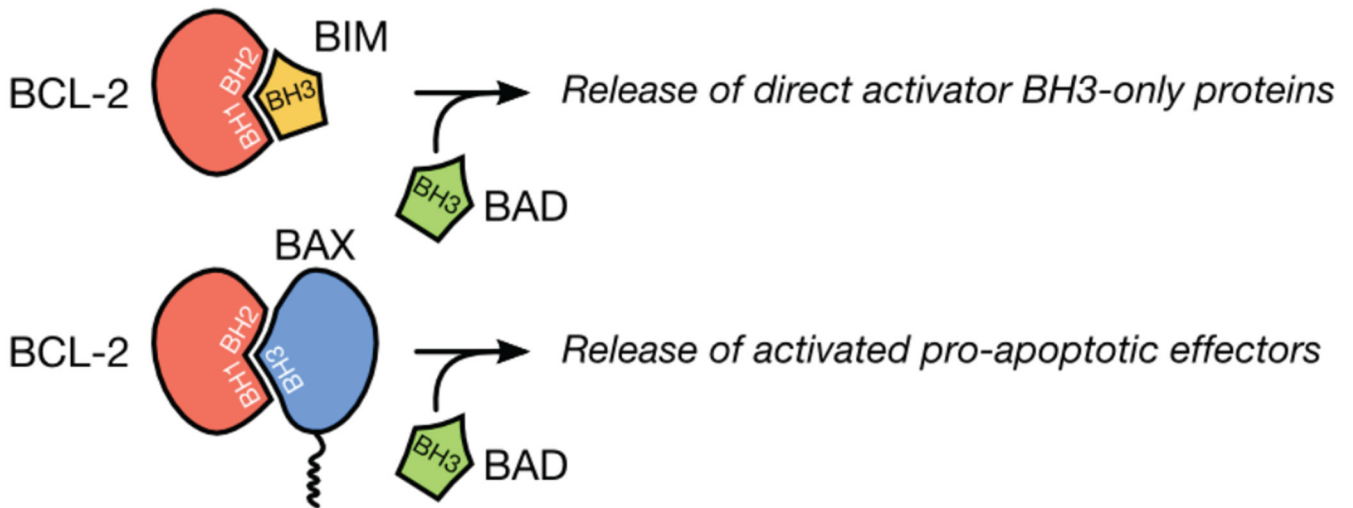 BIM
BCL-2 BH1 BH2 BH3 Release of direct activator BH3-only proteins
BH3 BAD
BAX
BCL-2 BH1 BH2 BH3 Release of activated pro-apoptotic effectors
BH3 BAD